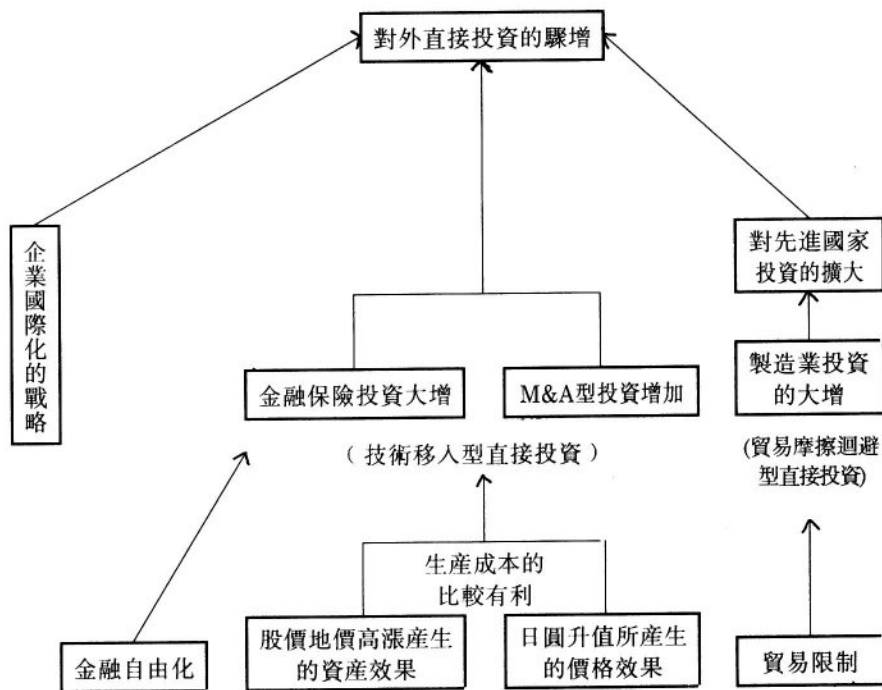 對外直接投資的驟增
企業國際化的戰略
對先進國家
投資的擴大
金融保險投資大增
M&A型投資增加
製造業投資
的大增
（技術移入型直接投資）
(貿易摩擦迴避
型直接投資)
生産成本的
比較有利
金融自由化
股價地價高漲産生
的資産效果
日圓升值所産生
的價格效果
貿易限制